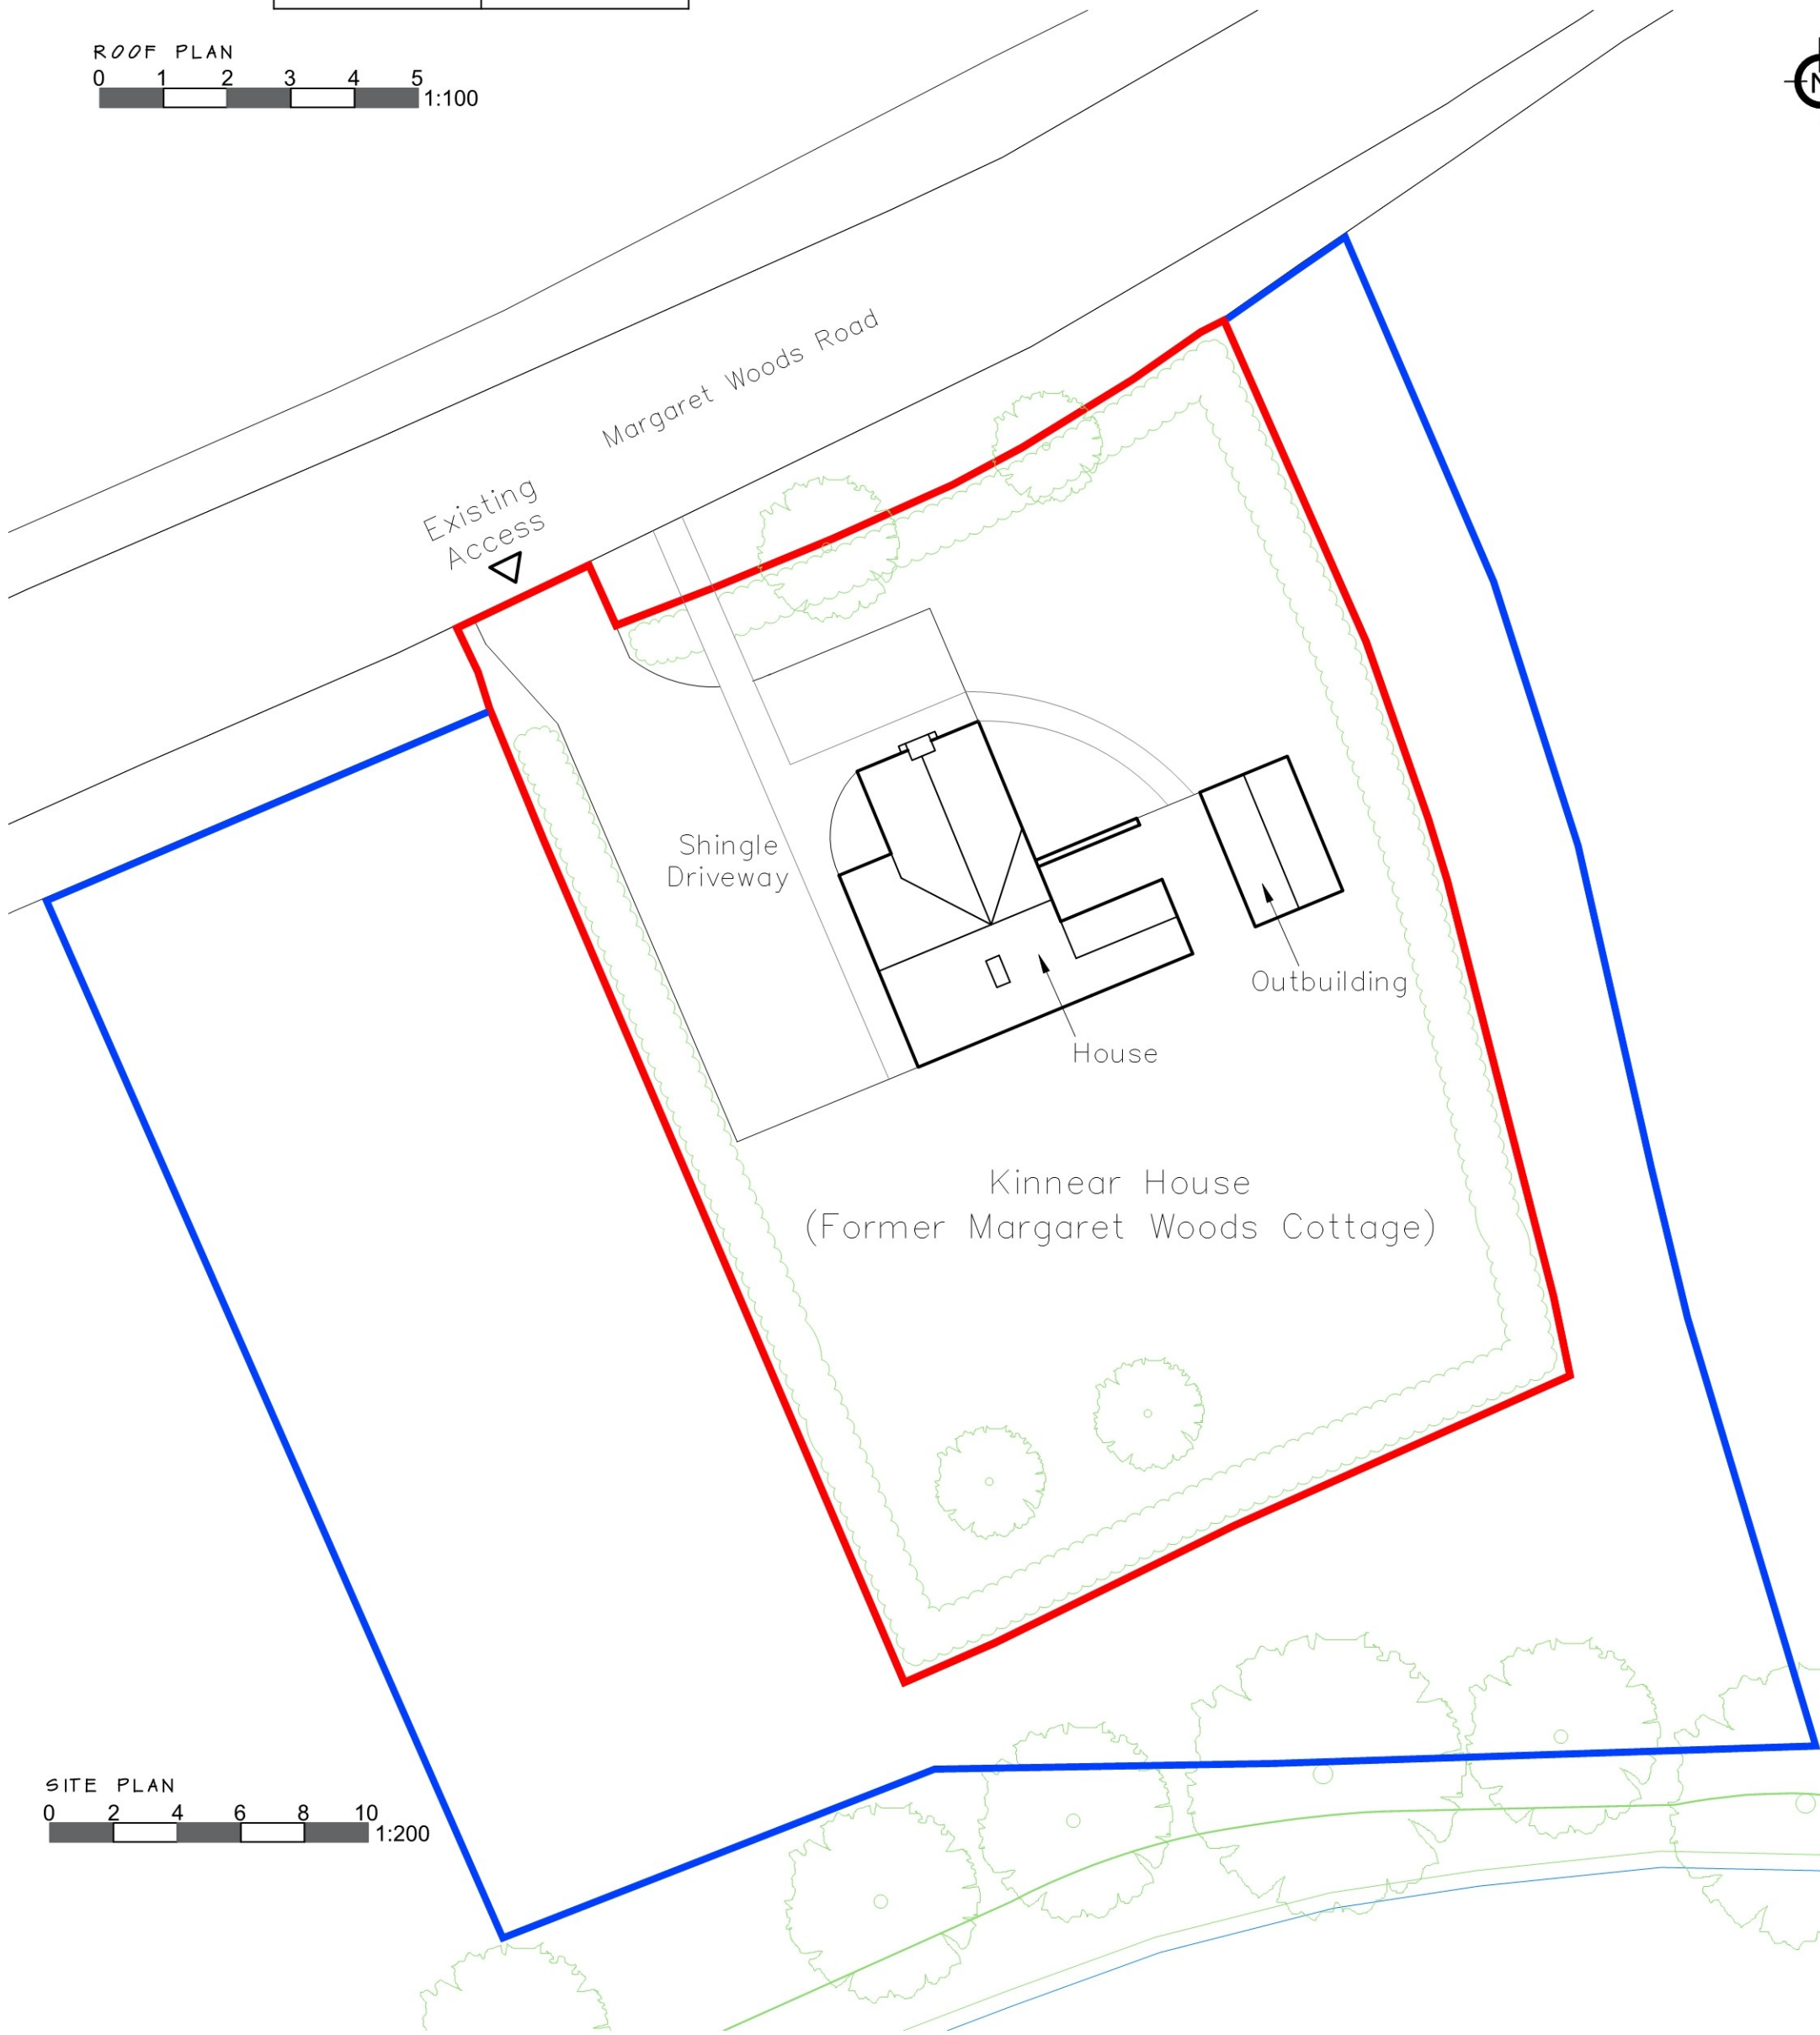 ROOF PLAN
0 1 2 3 4 5
1:100
N
Margaret Woods Road
Existing
Access
Shingle
Driveway
Outbuilding
House
Kinnear House
(Former Margaret Woods Cottage)
SITE PLAN
0 2 4 6 8 10
1:200